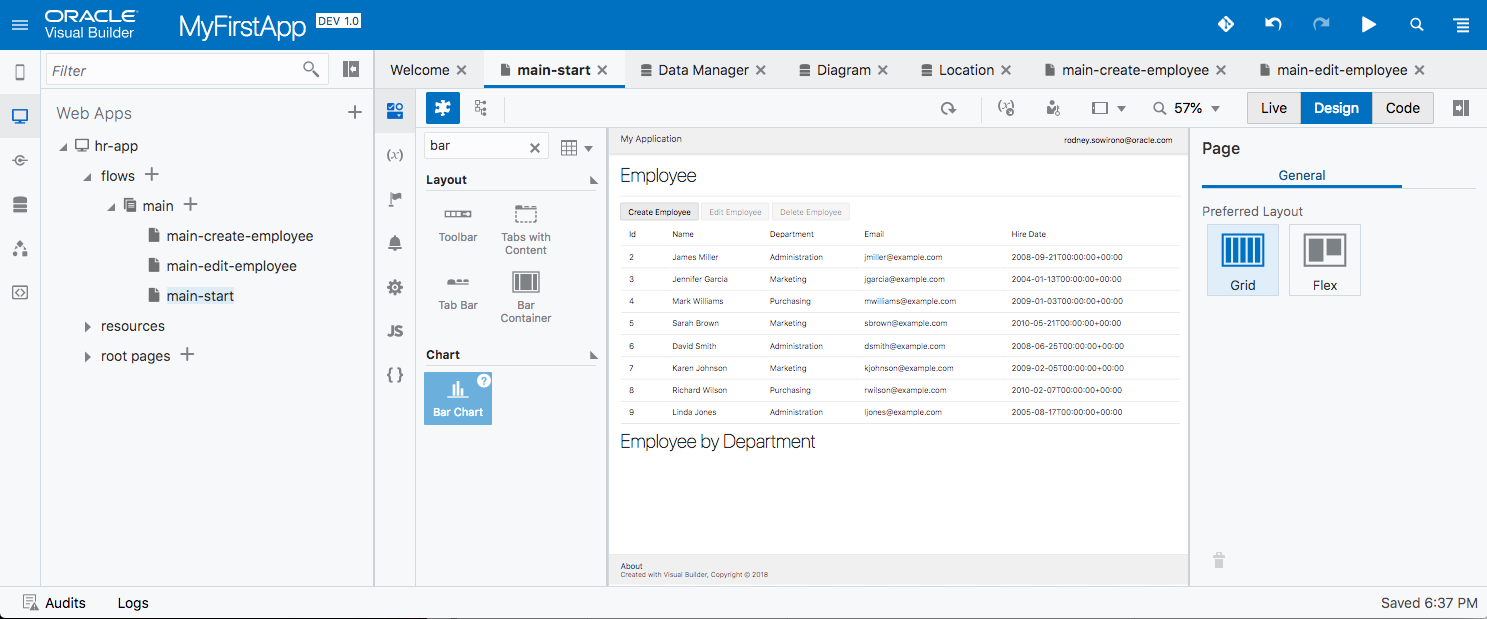 ORACLE
Visual Builder
MyFirstApp DEV 1.0
Filter
Web Apps
hr-app
flows
main
main-create-employee
main-edit-employee
main-start
resources
root pages
Welcome
main-start
Data Manager
Diagram
Location
main-create-employee
main-edit-employee
57%
Live Design Code
(x)
JS
{ }
bar
Layout
Toolbar
Tabs with
Content
Tab Bar
Bar
Container
Chart
?
Bar Chart
My Application
rodney.sowirono@oracle.com
Employee
Create Employee Edit Employee Delete Employee
Id Name Department Email Hire Date
2 James Miller Administration jmiller@example.com 2008-09-21T00:00:00+00:00
3 Jennifer Garcia Marketing jgarcia@example.com 2004-01-13T00:00:00+00:00
4 Mark Williams Purchasing mwilliams@example.com 2009-01-03T00:00:00+00:00
5 Sarah Brown Marketing sbrown@example.com 2010-05-21T00:00:00+00:00
6 David Smith Administration dsmith@example.com 2008-06-25T00:00:00+00:00
7 Karen Johnson Marketing kjohnson@example.com 2009-02-05T00:00:00+00:00
8 Richard Wilson Purchasing rwilson@example.com 2010-02-07T00:00:00+00:00
9 Linda Jones Administration ljones@example.com 2005-08-17T00:00:00+00:00
Employee by Department
About
Created with Visual Builder, Copyright © 2018
Page
General
Preferred Layout
Grid
Flex
Audits
Logs
Saved 6:37 PM